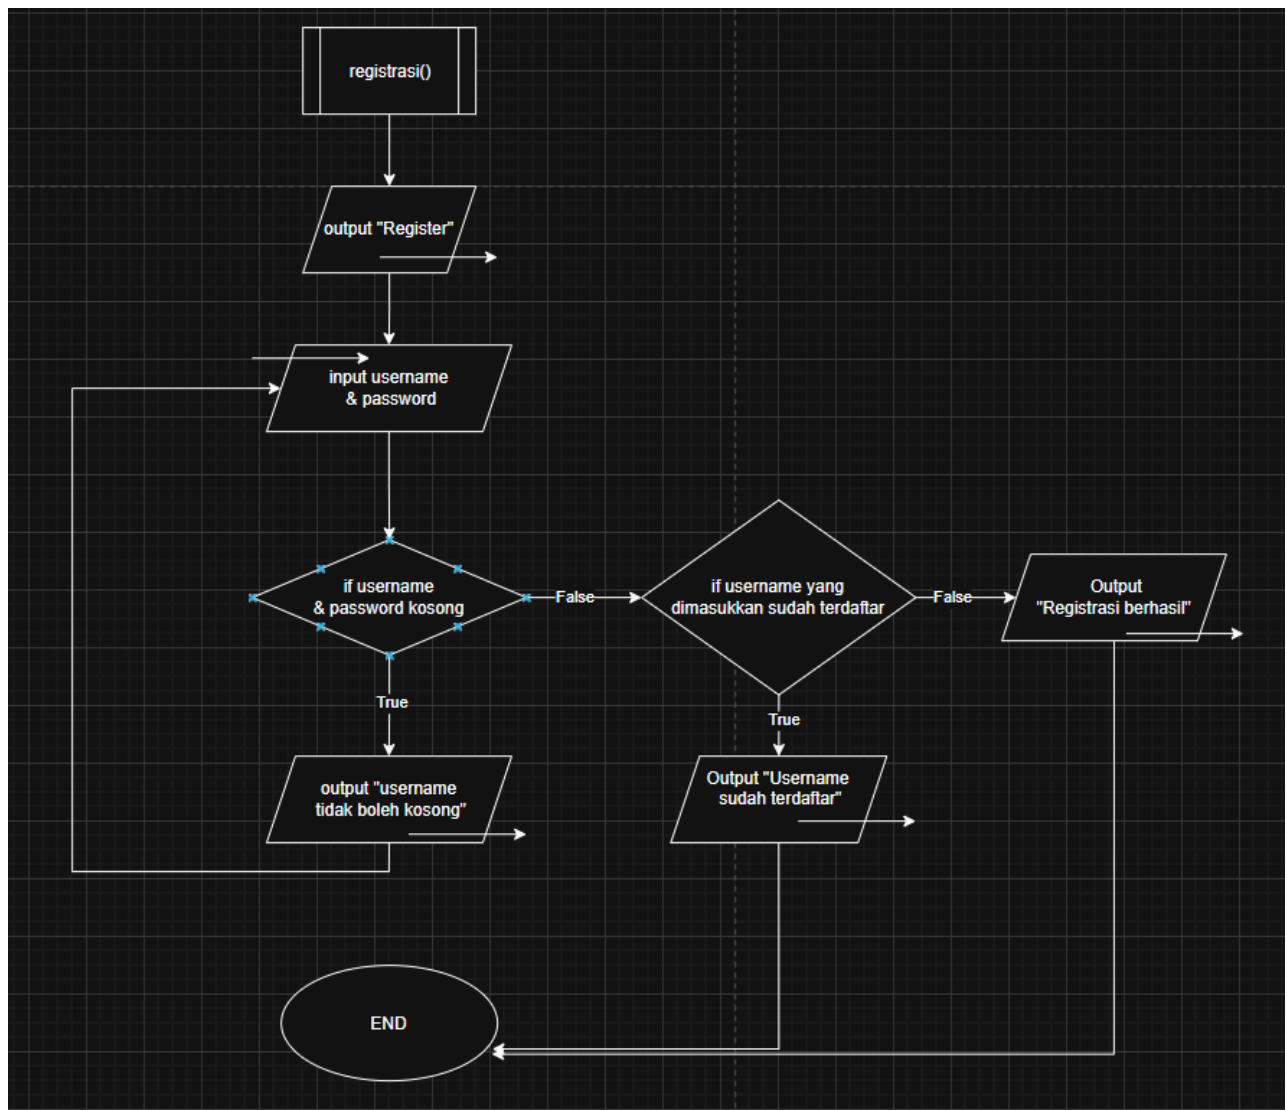 registrasi()
output "Register"
input username
& password
if username
& password kosong
False
if username yang
dimasukkan sudah terdaftar
False
Output
"Registrasi berhasil"
True
True
output "username
tidak boleh kosong"
Output "Username
sudah terdaftar"
END